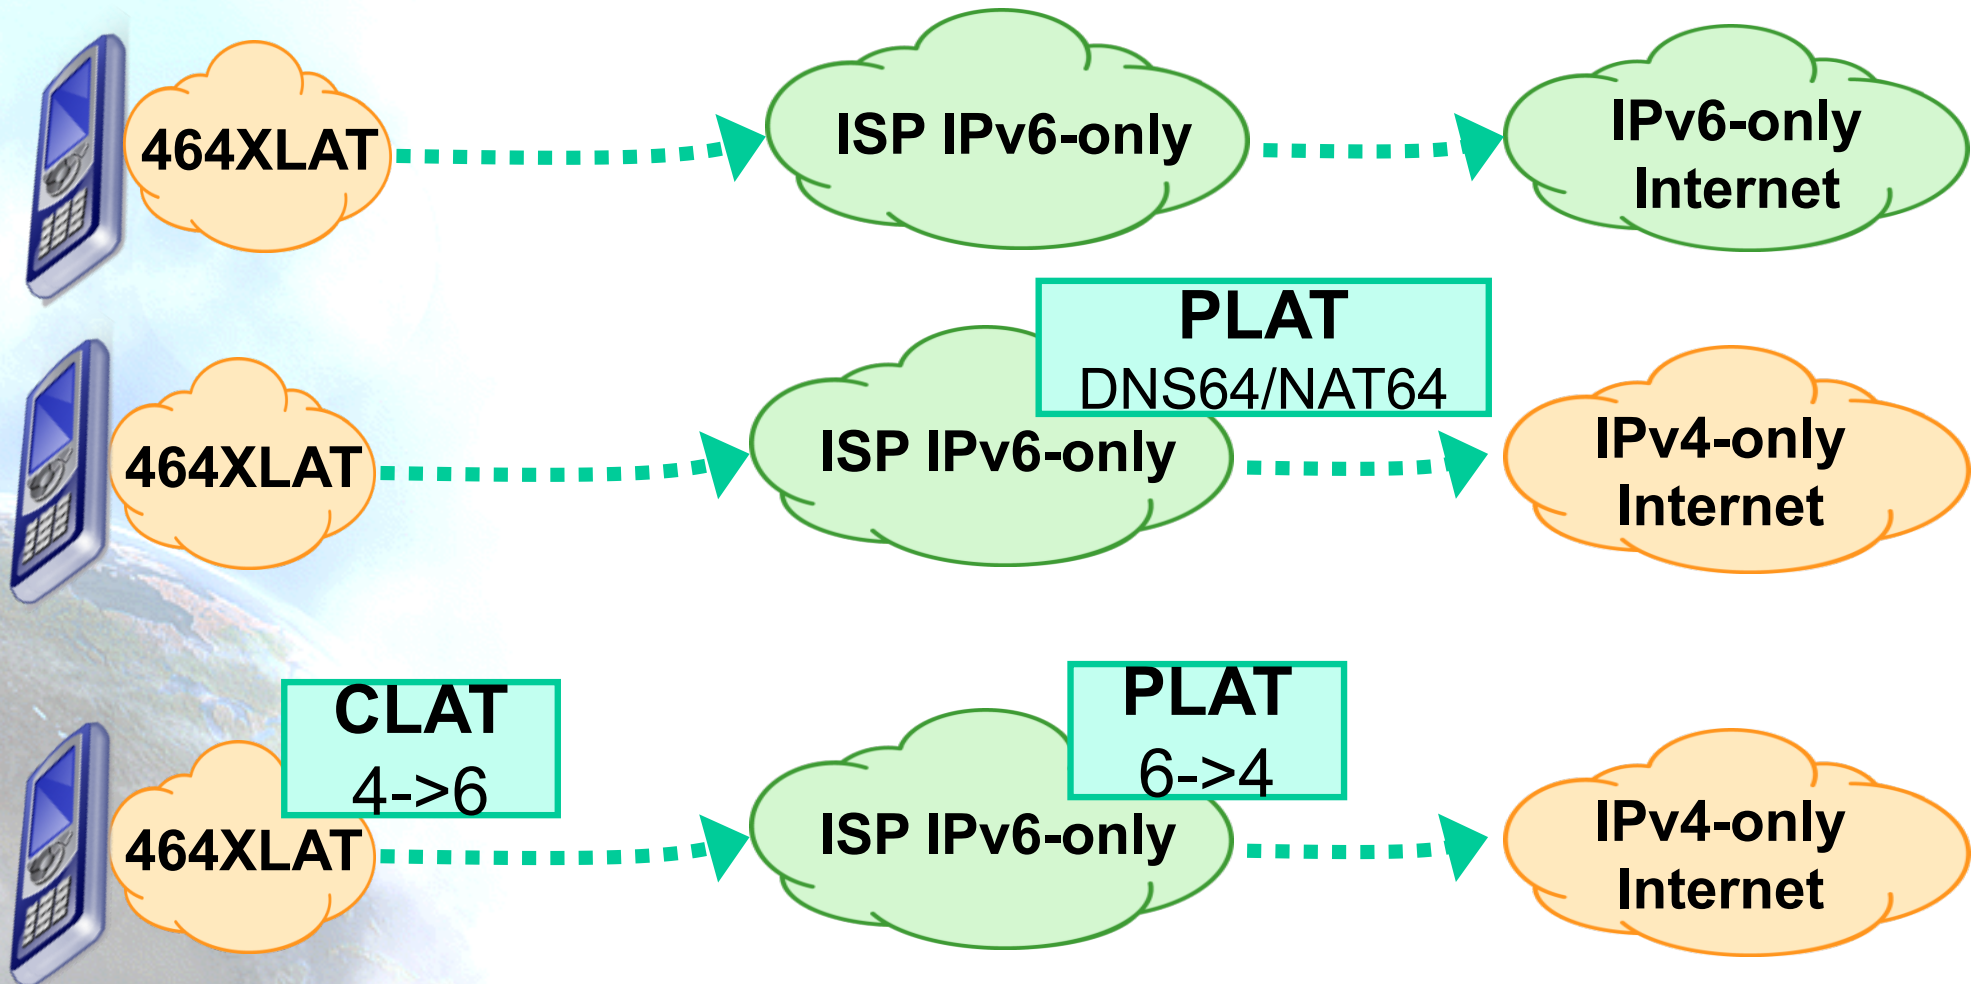 464XLAT
ISP IPv6-only
IPv6-only
Internet
PLAT
DNS64/NAT64
464XLAT
ISP IPv6-only
IPv4-only
Internet
CLAT
4->6
PLAT
6->4
464XLAT
ISP IPv6-only
IPv4-only
Internet